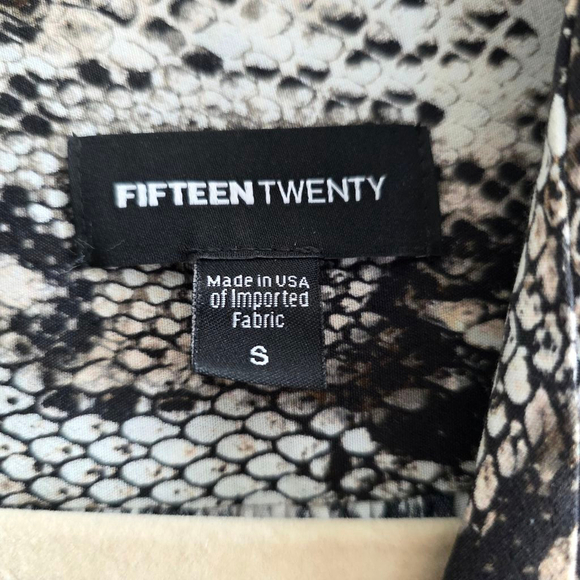 FIFTEEN TWENTY
Made in USA
of Imported
Fabric
S